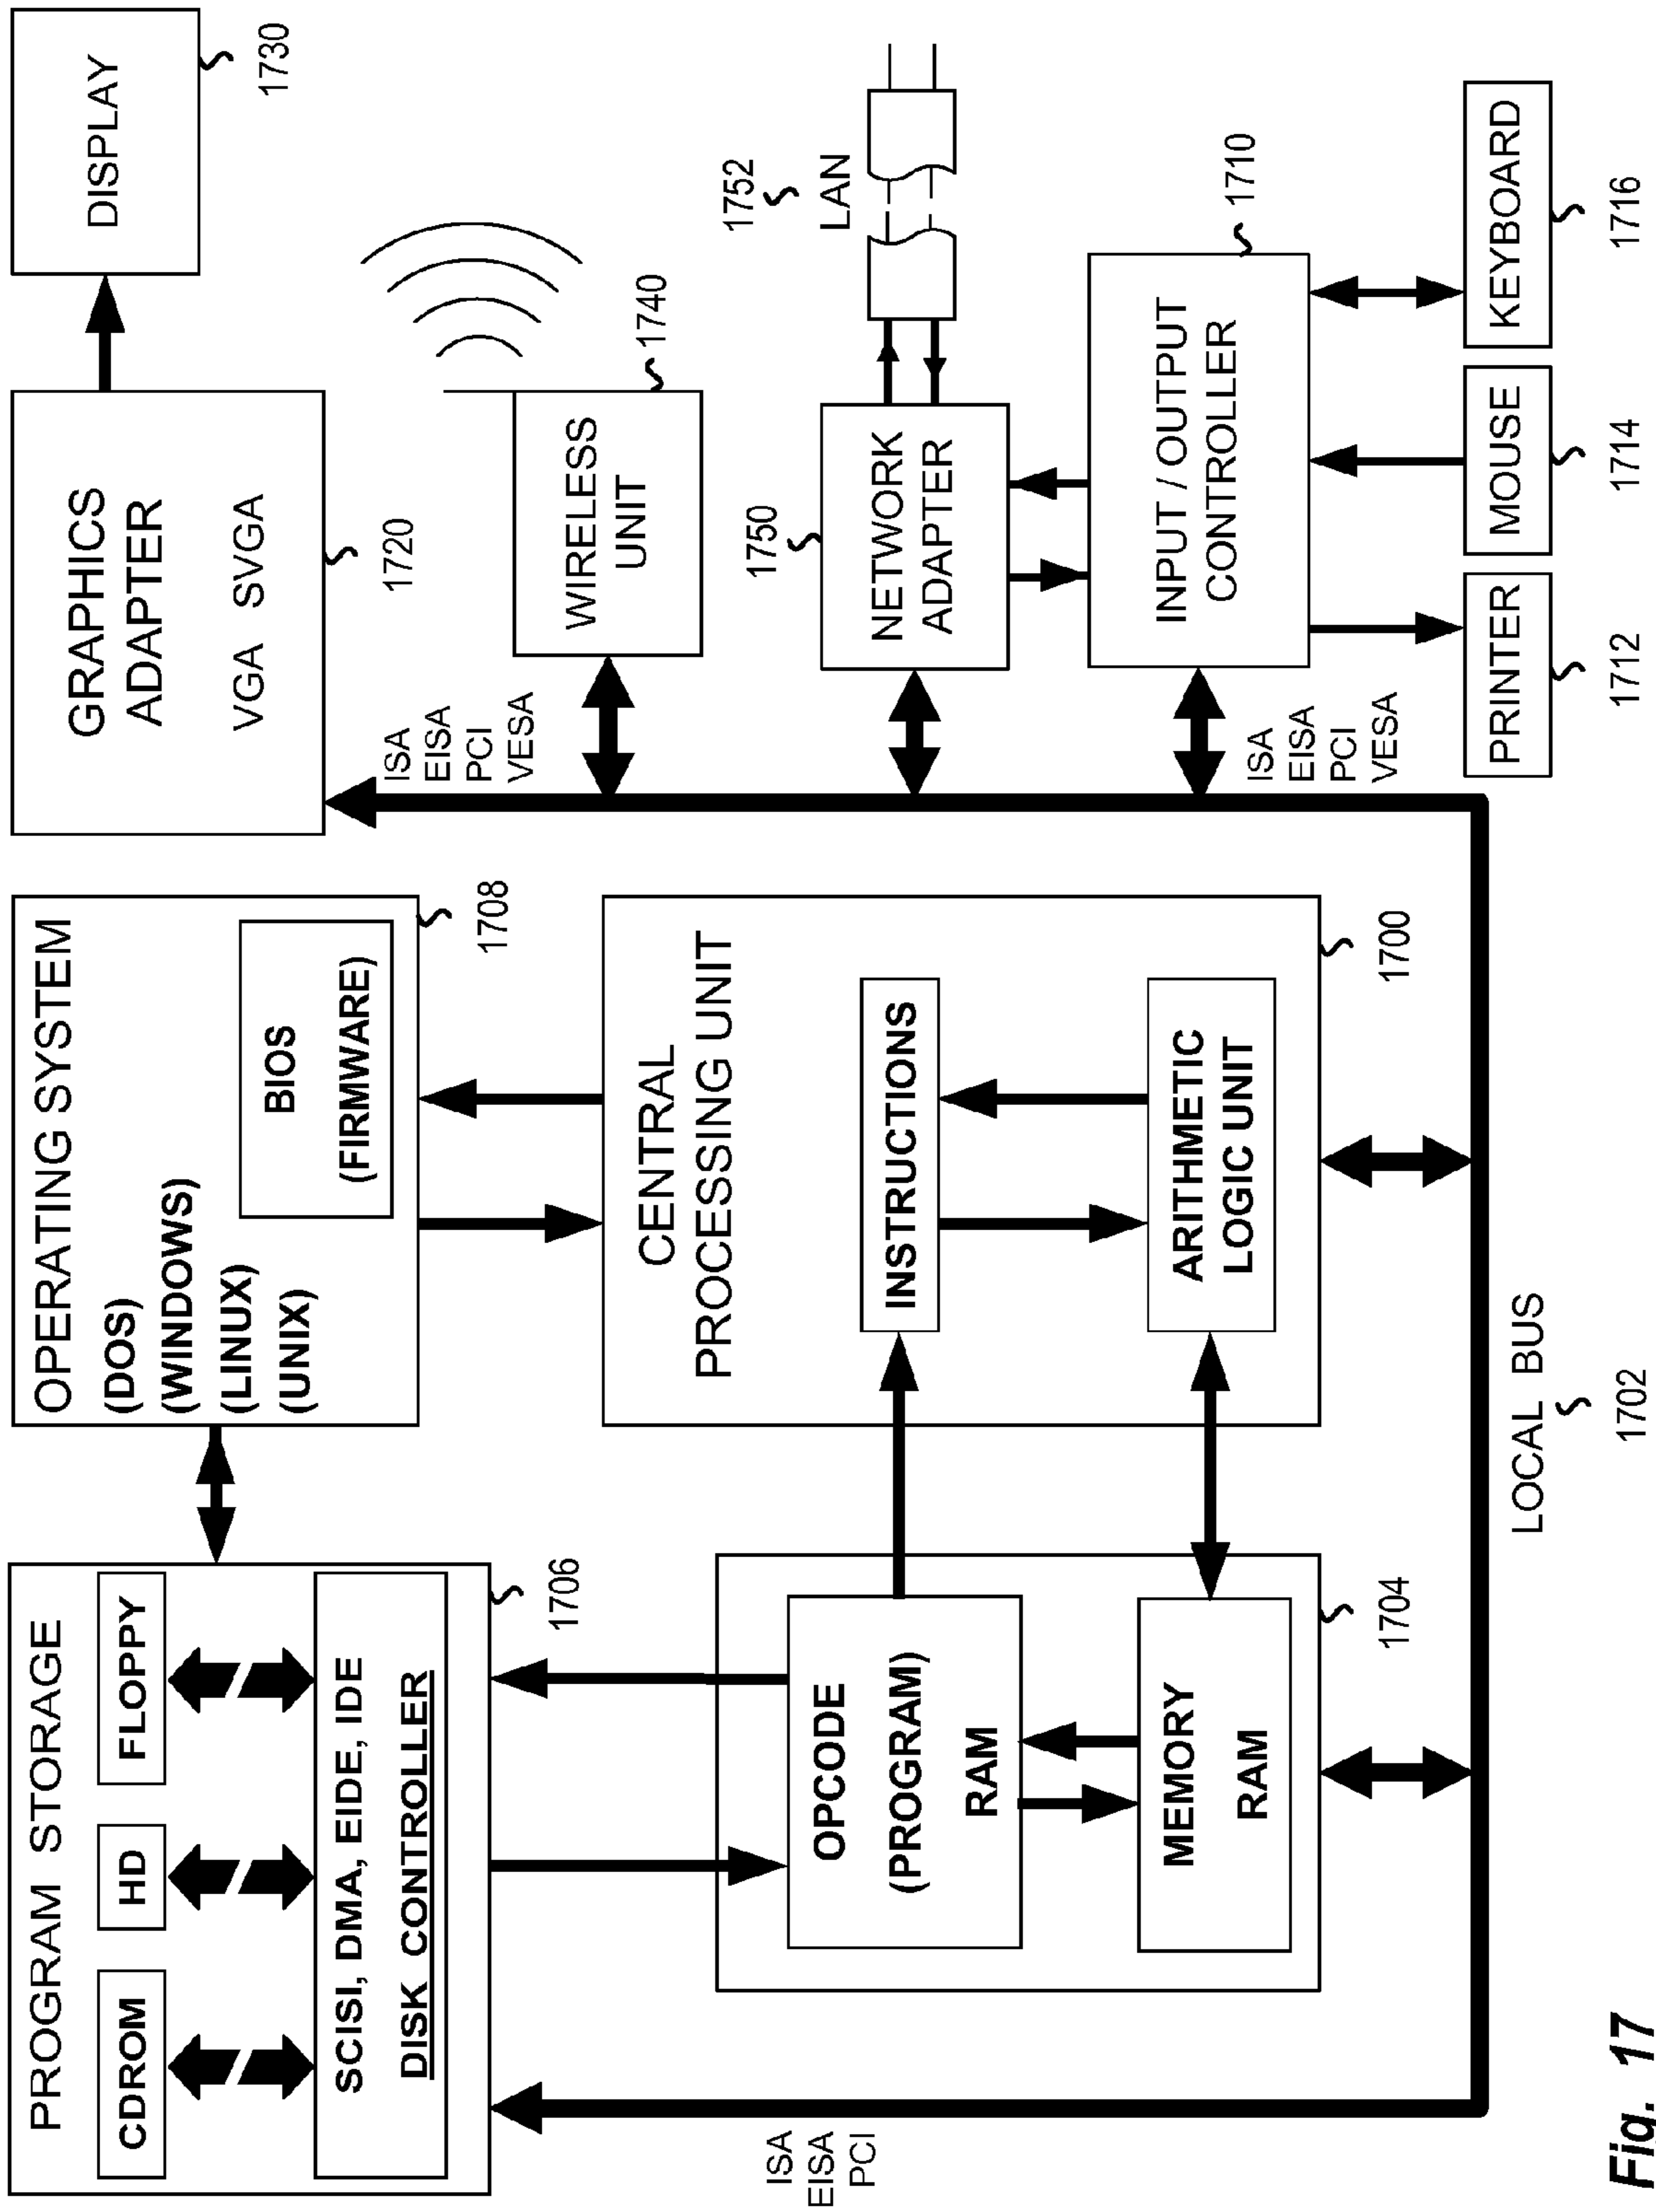 PROGRAM STORAGE
CDROM
HD
FLOPPY
SCISI, DMA, EIDE, IDE
DISK CONTROLLER
1706
OPERATING SYSTEM
(DOS)
(WINDOWS)
(LINUX)
(UNIX)
BIOS
(FIRMWARE)
1708
GRAPHICS
ADAPTER
VGA SVGA
1720
DISPLAY
1730
ISA
EISA
PCI
VESA
WIRELESS
UNIT
1740
CENTRAL
PROCESSING UNIT
INSTRUCTIONS
ARITHMETIC
LOGIC UNIT
1700
OPCODE
(PROGRAM)
RAM
MEMORY
RAM
1704
ISA
EISA
PCI
1750
NETWORK
ADAPTER
1752
LAN
INPUT / OUTPUT
CONTROLLER
1710
ISA
EISA
PCI
VESA
PRINTER
1712
MOUSE
1714
KEYBOARD
1716
LOCAL BUS
1702
Fig. 17